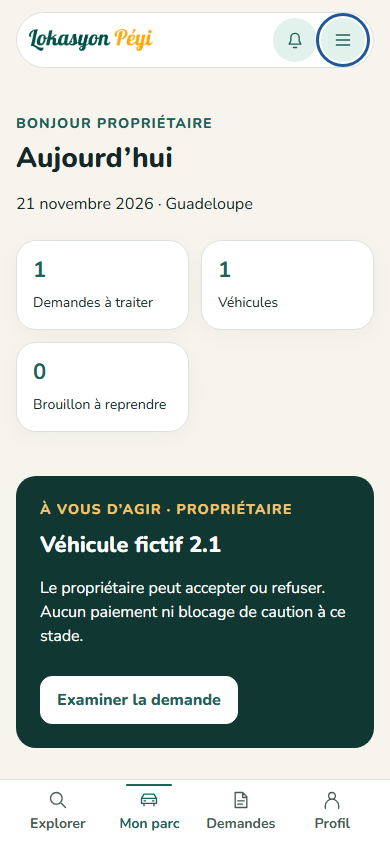 Lokasyon Péyi
BONJOUR PROPRIÉTAIRE
Aujourd’hui
21 novembre 2026 · Guadeloupe
1
Demandes à traiter
1
Véhicules
0
Brouillon à reprendre
À VOUS D’AGIR · PROPRIÉTAIRE
Véhicule fictif 2.1
Le propriétaire peut accepter ou refuser.
Aucun paiement ni blocage de caution à ce
stade.
Examiner la demande
Explorer
Mon parc
Demandes
Profil